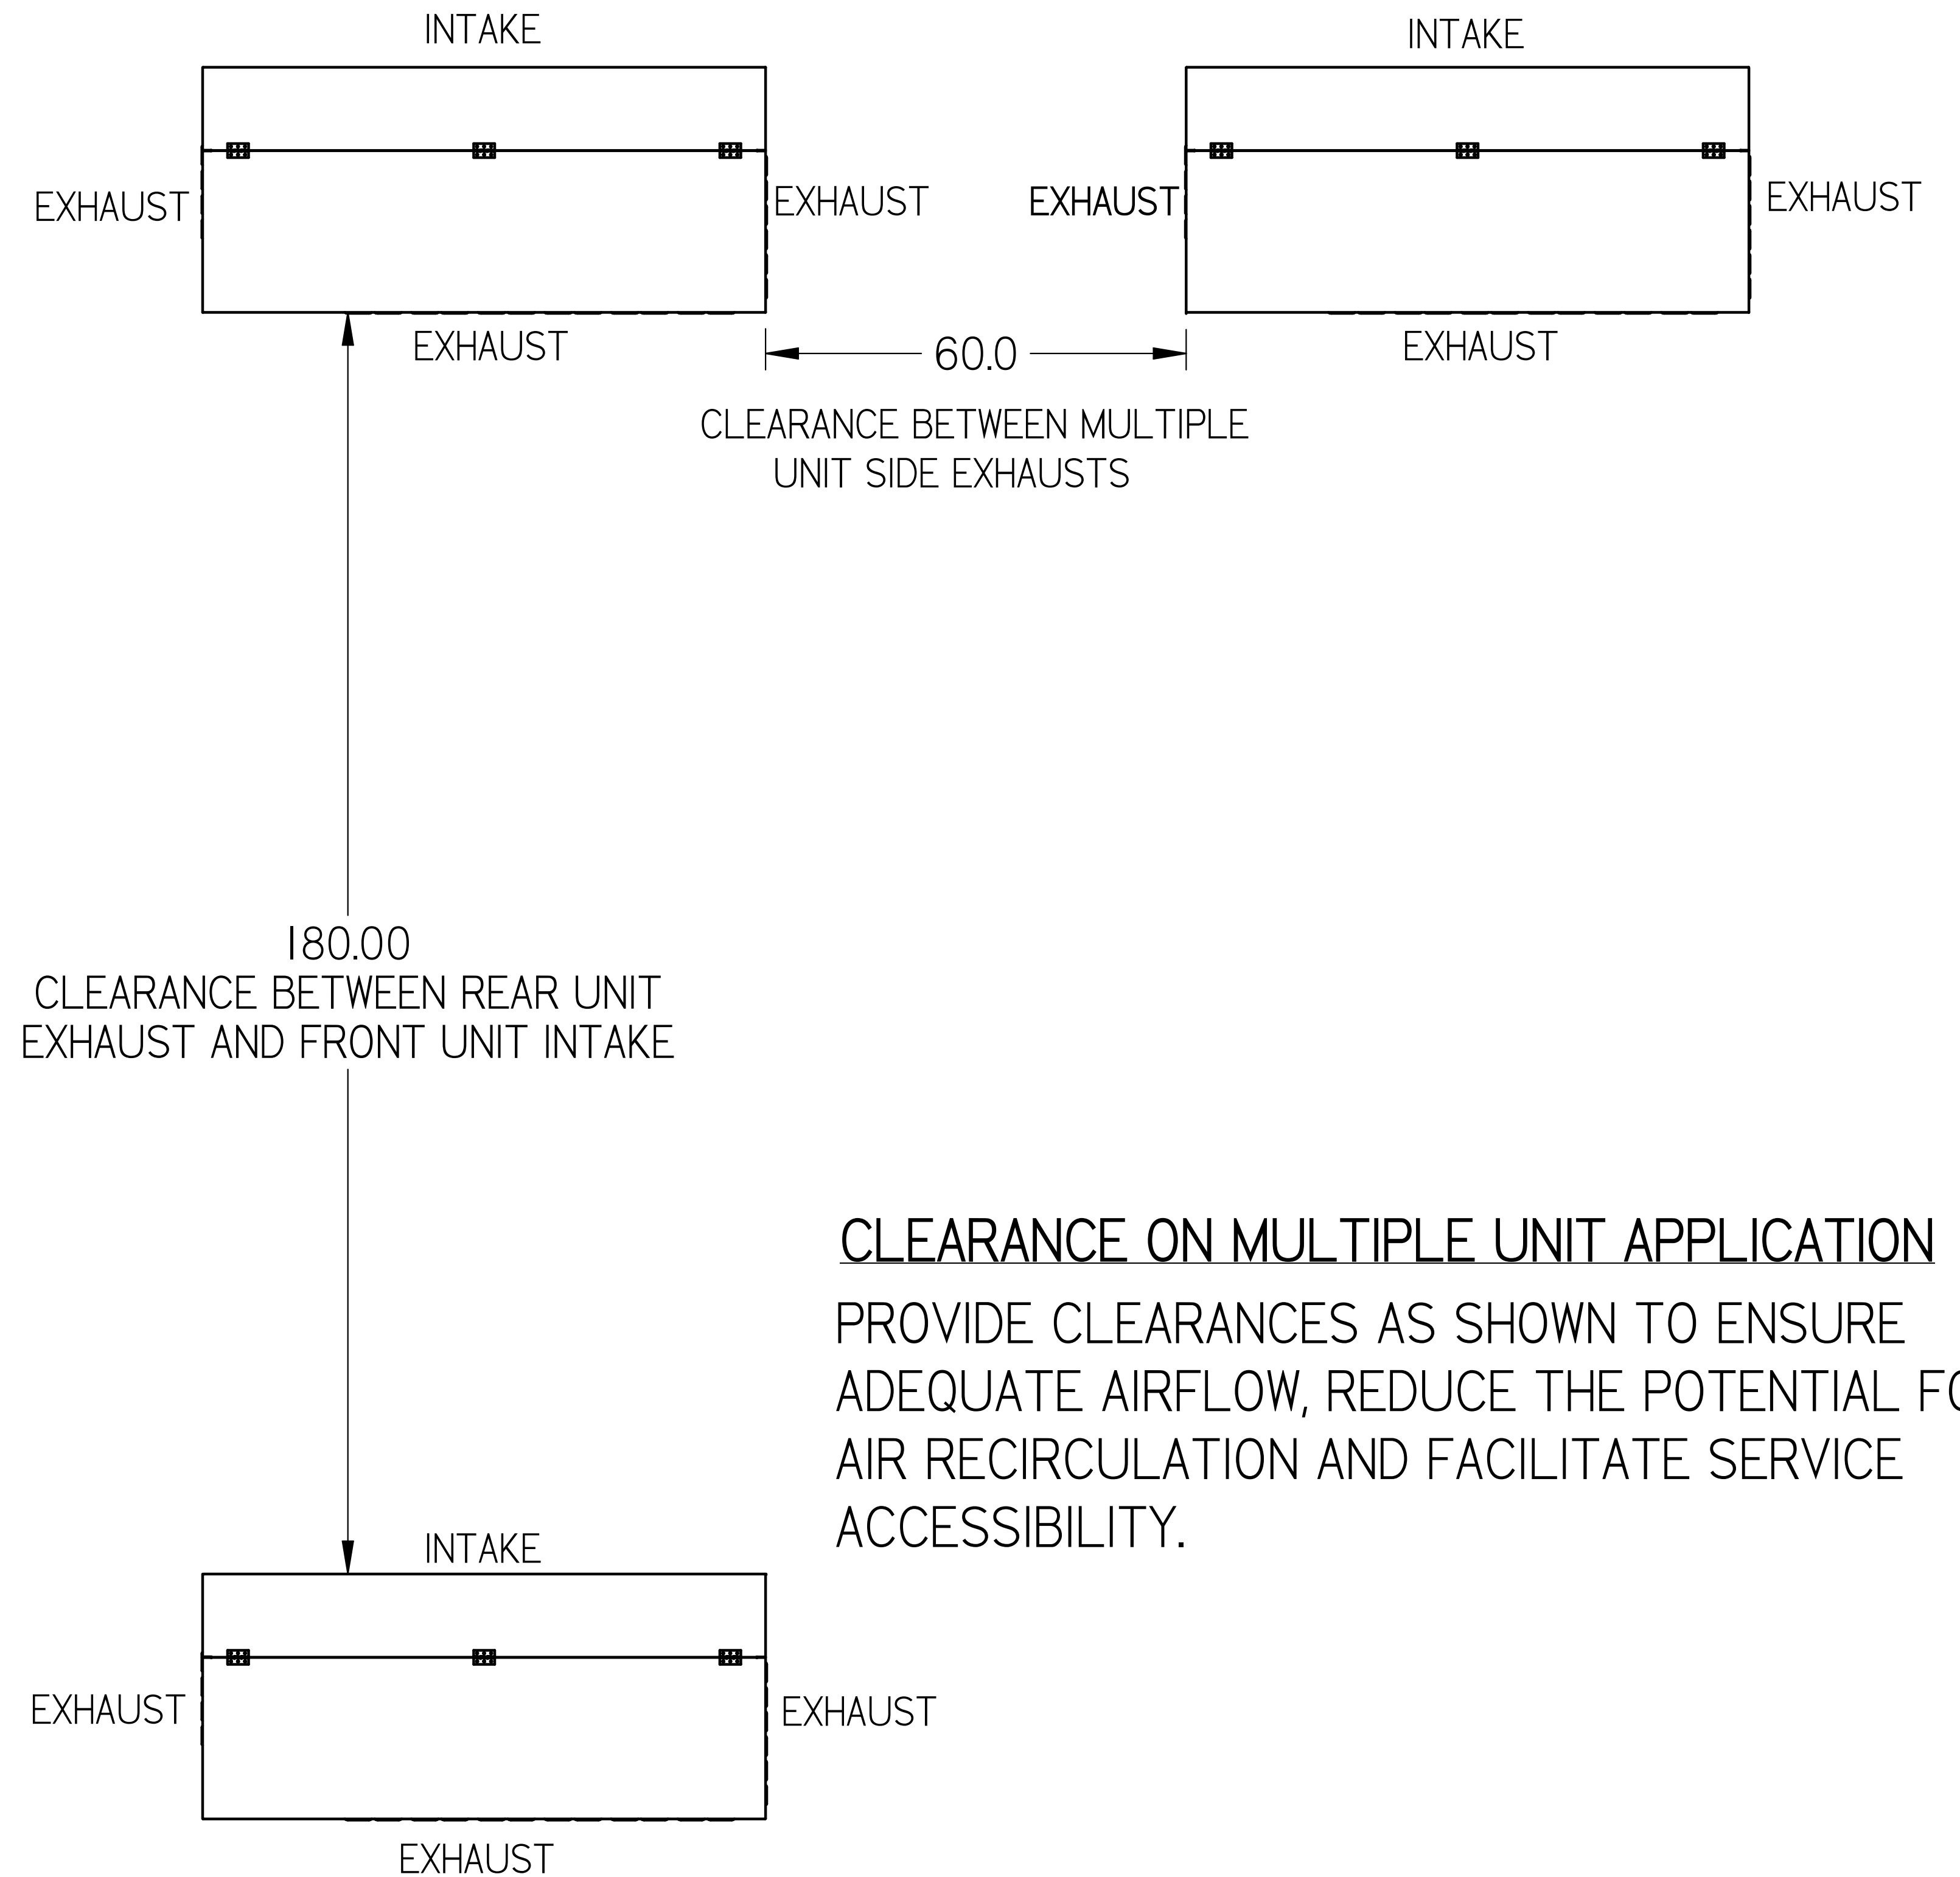 INTAKE
INTAKE
EXHAUST
EXHAUST
EXHAUST
EXHAUST
EXHAUST
EXHAUST
60.0
CLEARANCE BETWEEN MULTIPLE
UNIT SIDE EXHAUSTS
180.00
CLEARANCE BETWEEN REAR UNIT
EXHAUST AND FRONT UNIT INTAKE
CLEARANCE ON MULTIPLE UNIT APPLICATION
PROVIDE CLEARANCES AS SHOWN TO ENSURE
ADEQUATE AIRFLOW, REDUCE THE POTENTIAL
AIR RECIRCULATION AND FACILITATE SERVICE
ACCESSIBILITY.
INTAKE
EXHAUST
EXHAUST
EXHAUST